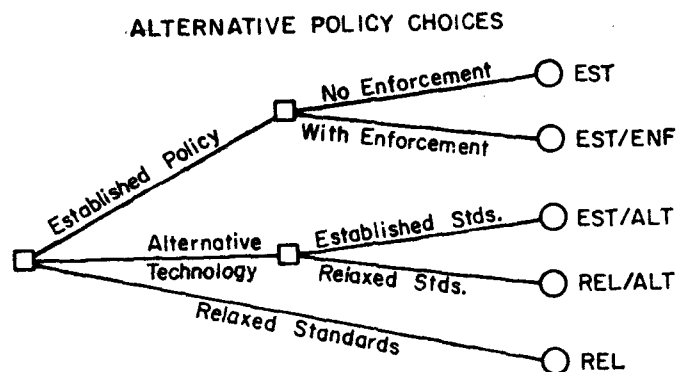 ALTERNATIVE POLICY CHOICES
No Enforcement
EST
With Enforcement
EST/ENF
Established Policy
Established Stds.
EST/ALT
Alternative
Technology
Relaxed Stds.
REL/ALT
Relaxed Standards
REL